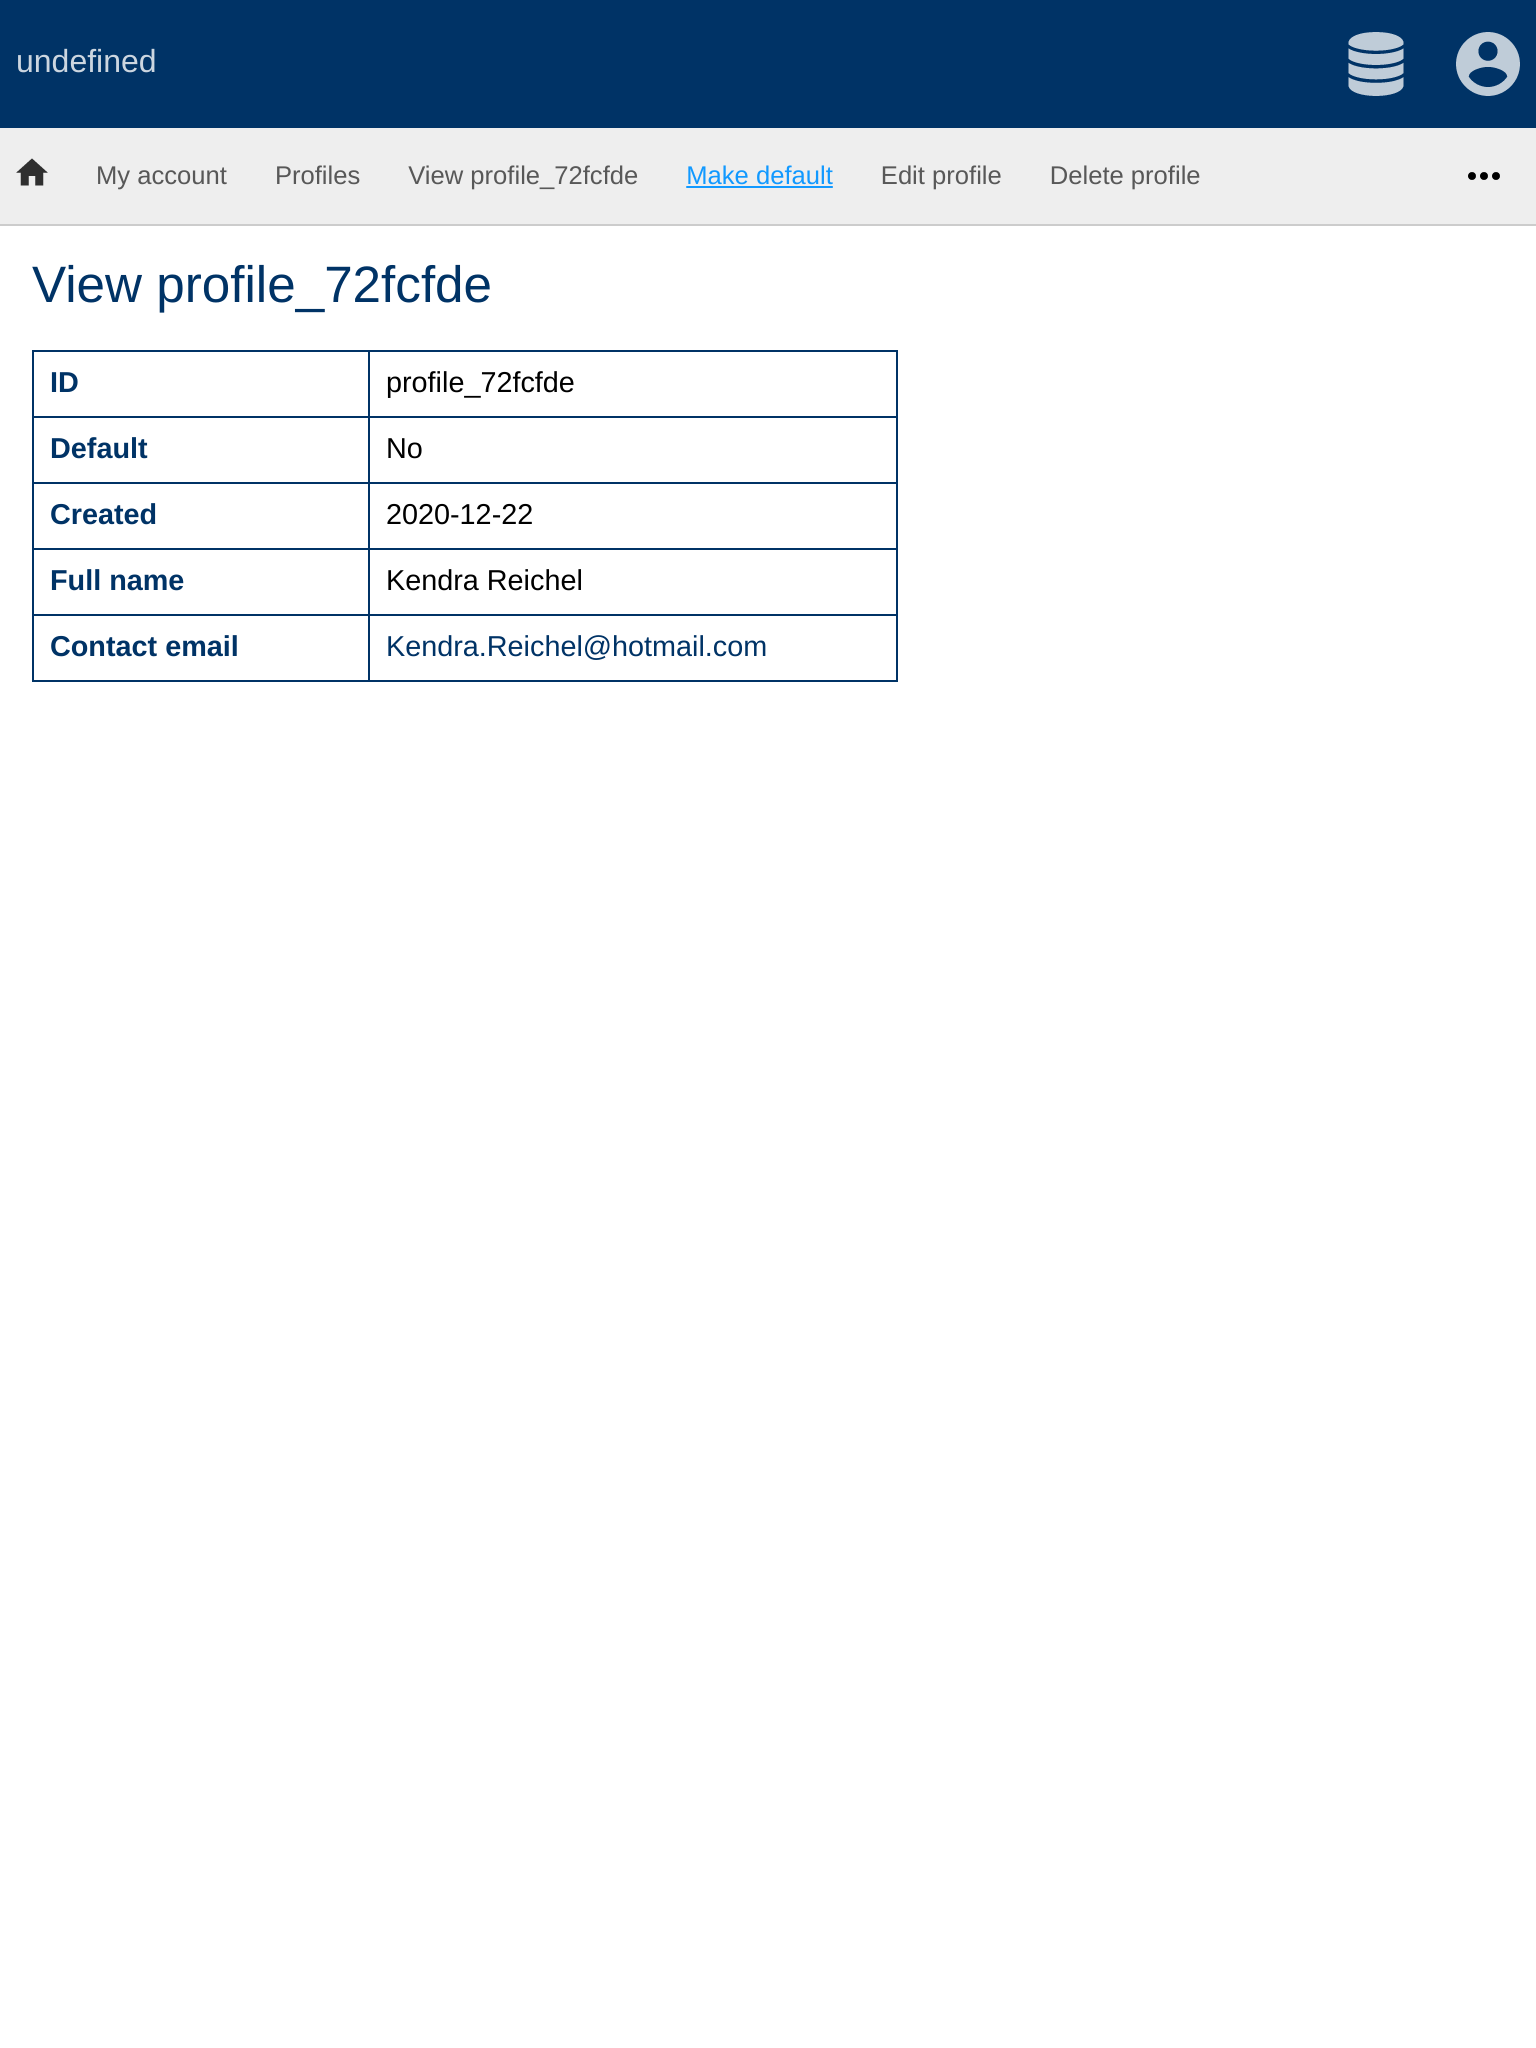 undefined
My account Profiles View profile_72fcfde Make default Edit profile Delete profile
View profile_72fcfde
ID profile_72fcfde
Default No
Created 2020-12-22
Full name Kendra Reichel
Contact email Kendra.Reichel@hotmail.com